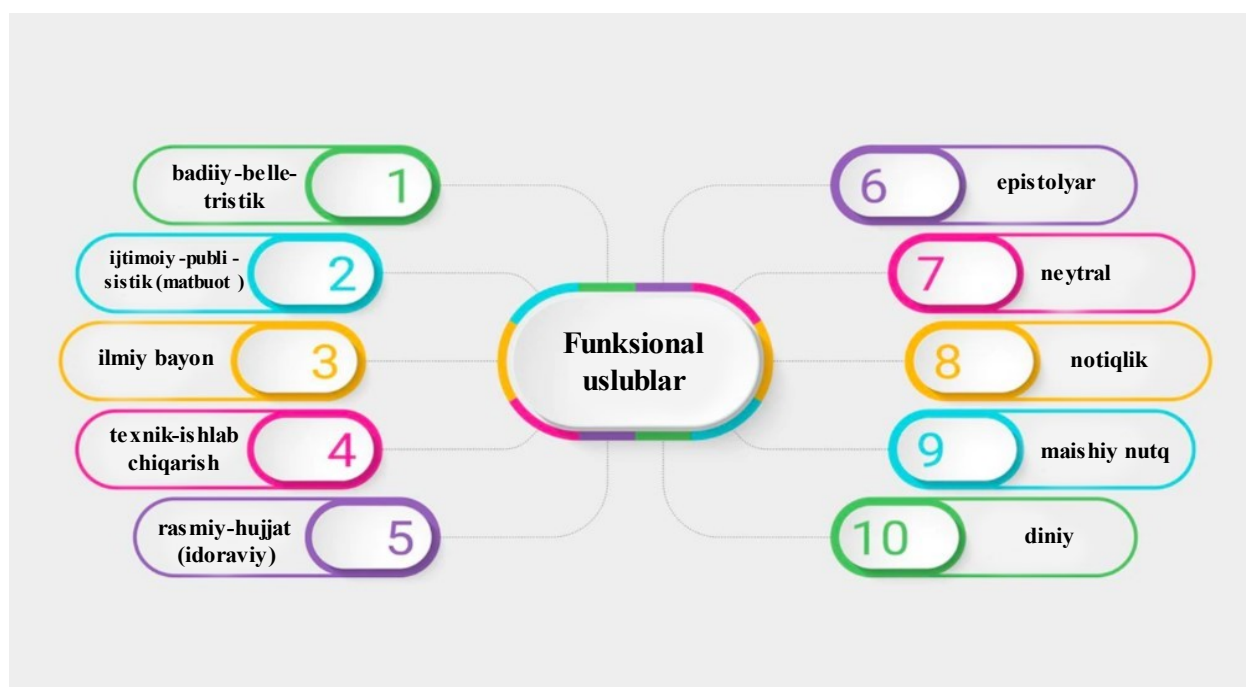 badiiy-belle-
tristik
1
ijtimoiy-publi-
sistik (matbuot)
2
ilmiy bayon
3
texnik-ishlab
chiqarish
4
rasmiy-hujjat
(idoraviy)
5
Funksional
uslublar
6
epistolyar
7
neytral
8
notiqlik
9
maishiy nutq
10
diniy